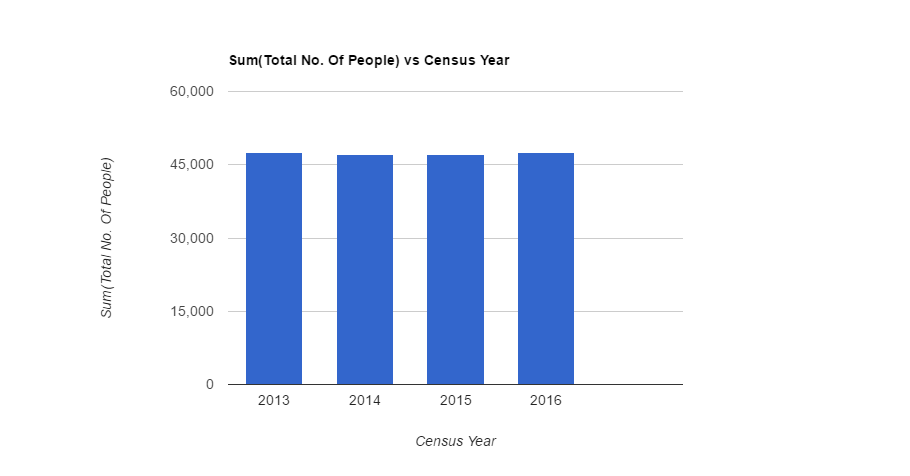 Sum(Total No. Of People) vs Census Year
60,000
45,000
30,000
15,000
0
Sum(Total No. Of People)
2013 2014 2015 2016
Census Year